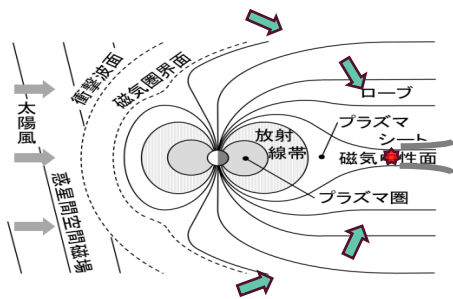 太陽風
衝撃波面
磁気圏界面
惑星間空間磁場
放射
線帯
ローブ
プラズマ
シート
磁気中性面
プラズマ圏